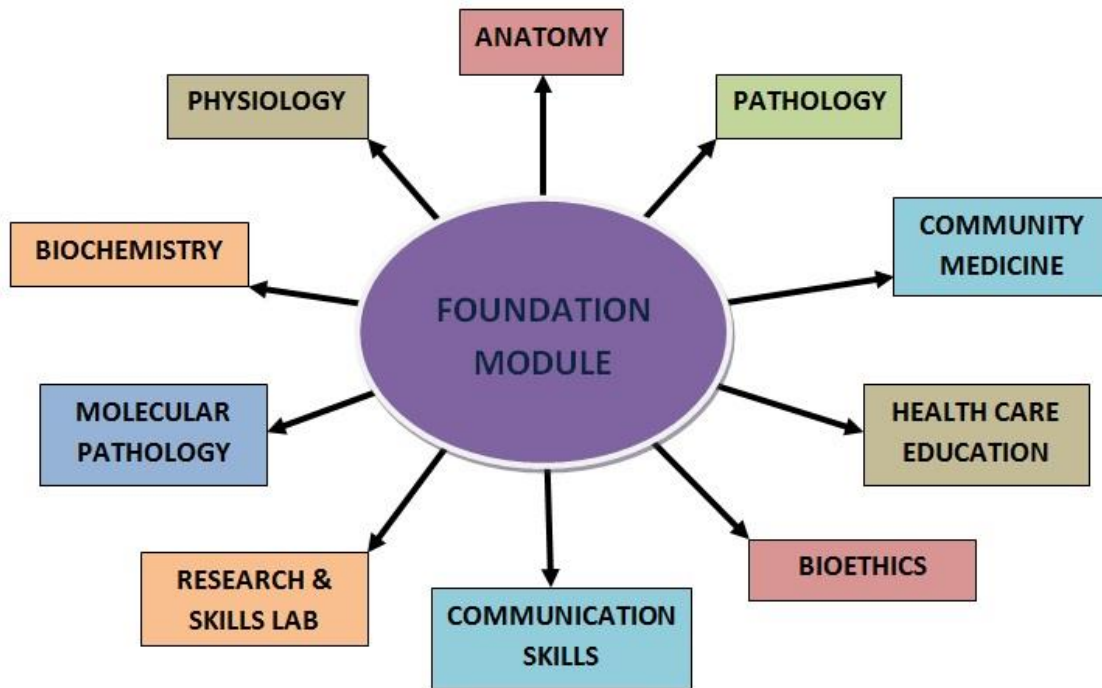 ANATOMY
PHYSIOLOGY
PATHOLOGY
BIOCHEMISTRY
COMMUNITY
MEDICINE
FOUNDATION
MODULE
MOLECULAR
PATHOLOGY
HEALTH CARE
EDUCATION
RESEARCH &
SKILLS LAB
BIOETHICS
COMMUNICATION
SKILLS